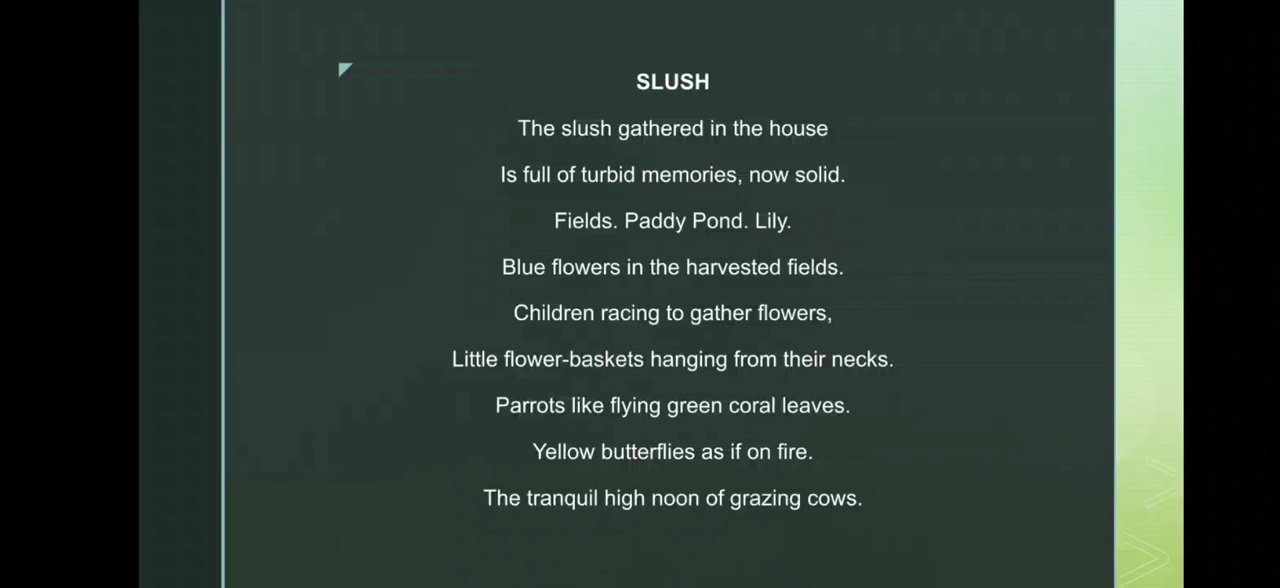 SLUSH
The slush gathered in the house
Is full of turbid memories, now solid.
Fields. Paddy Pond. Lily.
Blue flowers in the harvested fields.
Children racing to gather flowers,
Little flower-baskets hanging from their necks.
Parrots like flying green coral leaves.
Yellow butterflies as if on fire.
The tranquil high noon of grazing cows.